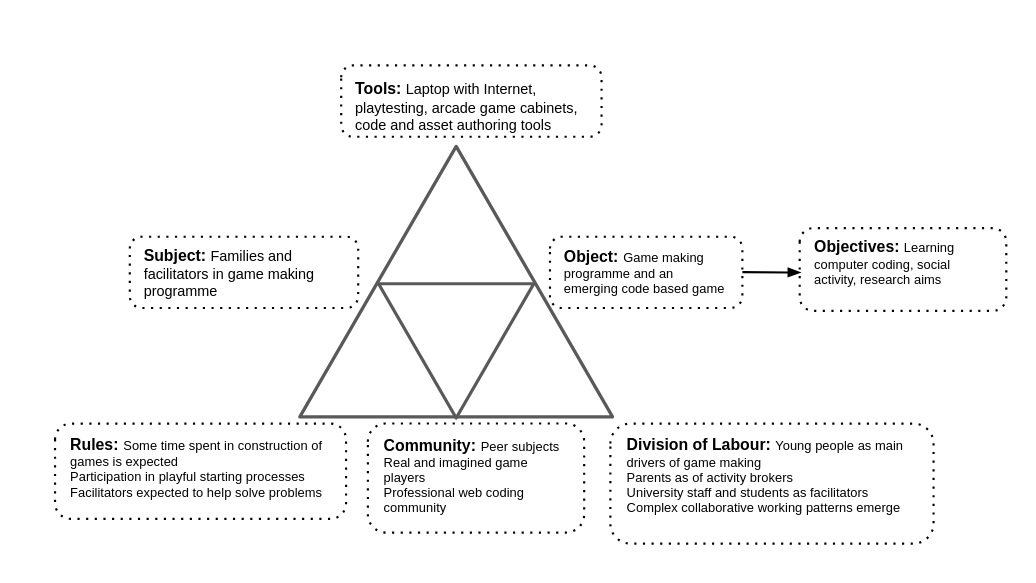 Tools: Laptop with Internet,
playtesting, arcade game cabinets,
code and asset authoring tools
Subject: Families and
facilitators in game making
programme
Object: Game making
programme and an
emerging code based game
Objectives: Learning
computer coding, social
activity, research aims
Rules: Some time spent in construction of
games is expected
Participation in playful starting processes
Facilitators expected to help solve problems
Community: Peer subjects
Real and imagined game
players
Professional web coding
community
Division of Labour: Young people as main
drivers of game making
Parents as of activity brokers
University staff and students as facilitators
Complex collaborative working patterns emerge